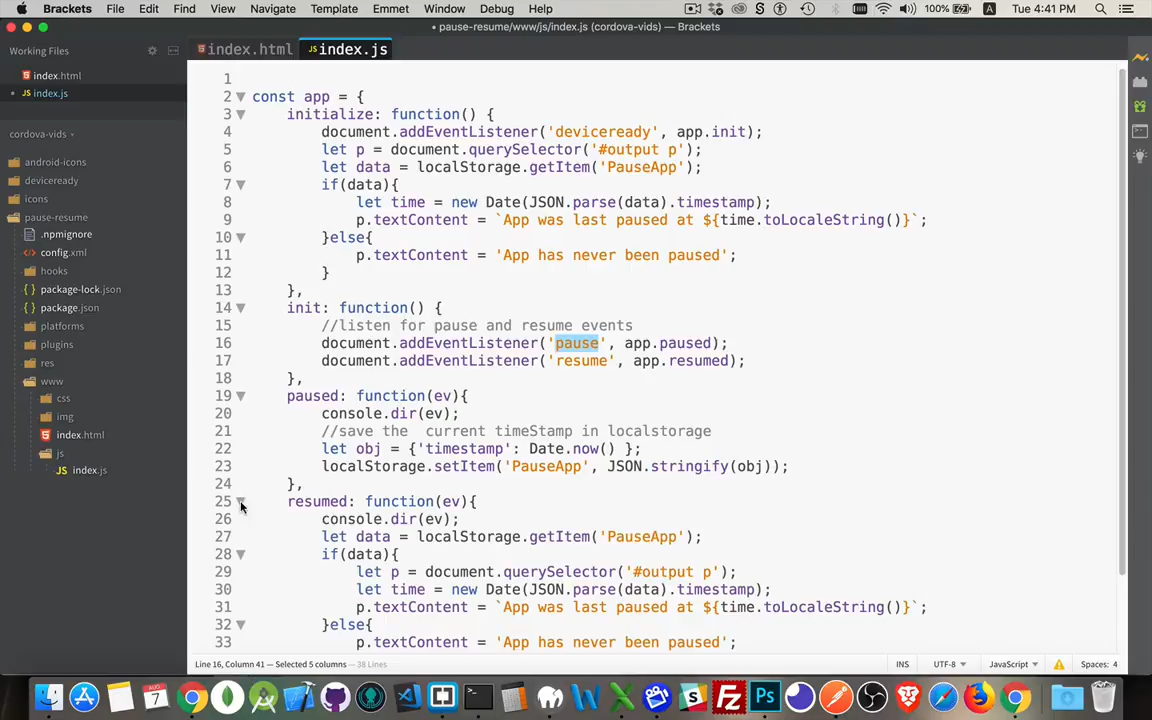 Brackets File Edit Find View Navigate Template Emmet Window Debug Help 100% Tue 4:41 PM
• pause-resume/www/js/index.js (cordova-vids) — Brackets
Working Files
index.html
index.js
cordova-vids
android-icons
deviceready
icons
pause-resume
.npmignore
config.xml
hooks
package-lock.json
package.json
platforms
plugins
res
www
css
img
index.html
js
index.js
index.html index.js
1
2 const app = {
3 initialize: function() {
4 document.addEventListener('deviceready', app.init);
5 let p = document.querySelector('#output p');
6 let data = localStorage.getItem('PauseApp');
7 if(data){
8 let time = new Date(JSON.parse(data).timestamp);
9 p.textContent = `App was last paused at ${time.toLocaleString()}`;
10 }else{
11 p.textContent = 'App has never been paused';
12 }
13 },
14 init: function() {
15 //listen for pause and resume events
16 document.addEventListener('pause', app.paused);
17 document.addEventListener('resume', app.resumed);
18 },
19 paused: function(ev){
20 console.dir(ev);
21 //save the  current timeStamp in localstorage
22 let obj = {'timestamp': Date.now() };
23 localStorage.setItem('PauseApp', JSON.stringify(obj));
24 },
25 resumed: function(ev){
26 console.dir(ev);
27 let data = localStorage.getItem('PauseApp');
28 if(data){
29 let p = document.querySelector('#output p');
30 let time = new Date(JSON.parse(data).timestamp);
31 p.textContent = `App was last paused at ${time.toLocaleString()}`;
32 }else{
33 p.textContent = 'App has never been paused';
Line 16, Column 41 — Selected 5 columns — 38 Lines INS UTF-8 JavaScript Spaces: 4